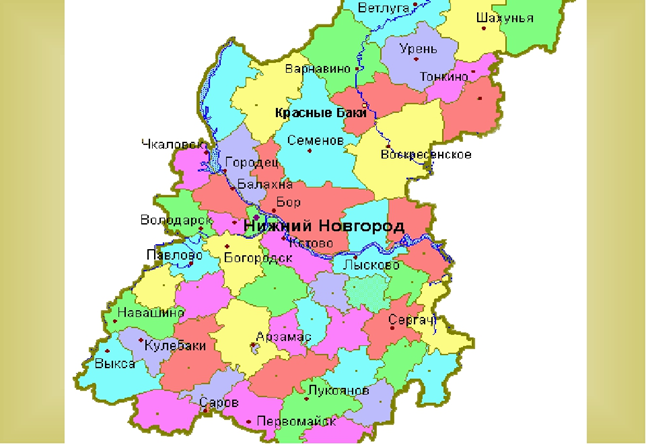 Ветлуга
Шахунья
Урень
Варнавино
Тонкино
Красные Баки
Семенов
Чкаловск
Воскресенское
Городец
Балахна
Бор
Володарск
Нижний Новгород
Кстово
Павлово
Богородск
Лысково
Навашино
Сергач
Арзамас
Кулебаки
Выкса
Лукоянов
Саров
Первомайск